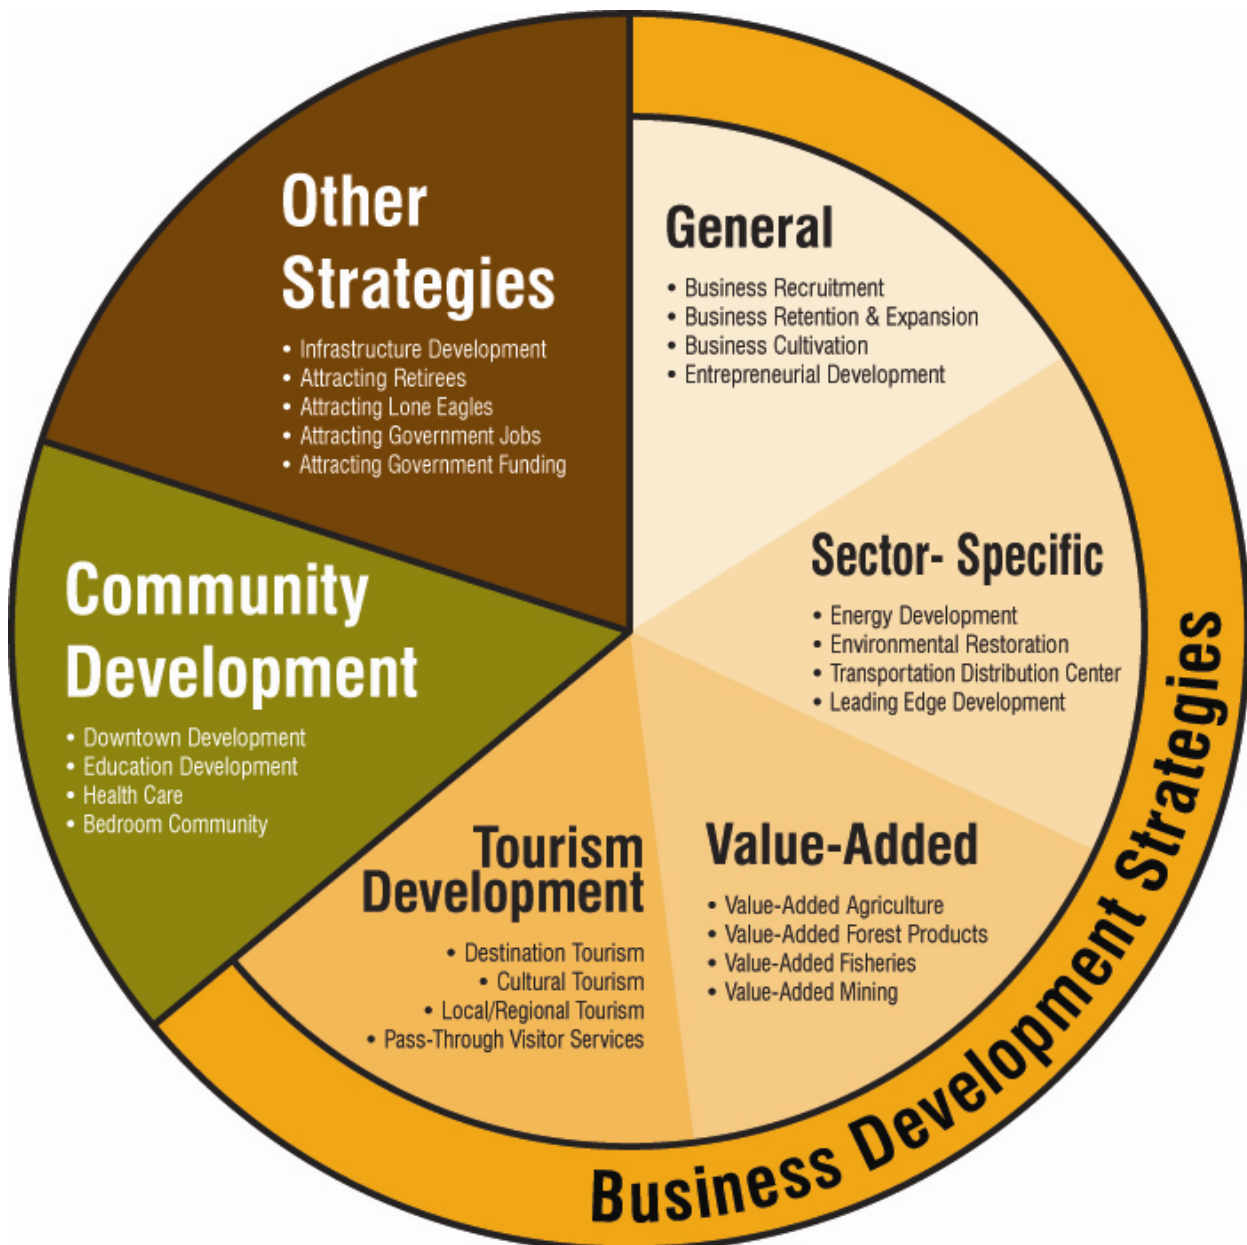 Other
Strategies
• Infrastructure Development
• Attracting Retirees
• Attracting Lone Eagles
• Attracting Government Jobs
• Attracting Government Funding
General
• Business Recruitment
• Business Retention & Expansion
• Business Cultivation
• Entrepreneurial Development
Sector- Specific
• Energy Development
• Environmental Restoration
• Transportation Distribution Center
• Leading Edge Development
Community
Development
• Downtown Development
• Education Development
• Health Care
• Bedroom Community
Tourism
Development
• Destination Tourism
• Cultural Tourism
• Local/Regional Tourism
• Pass-Through Visitor Services
Value-Added
• Value-Added Agriculture
• Value-Added Forest Products
• Value-Added Fisheries
• Value-Added Mining
Business Development Strategies